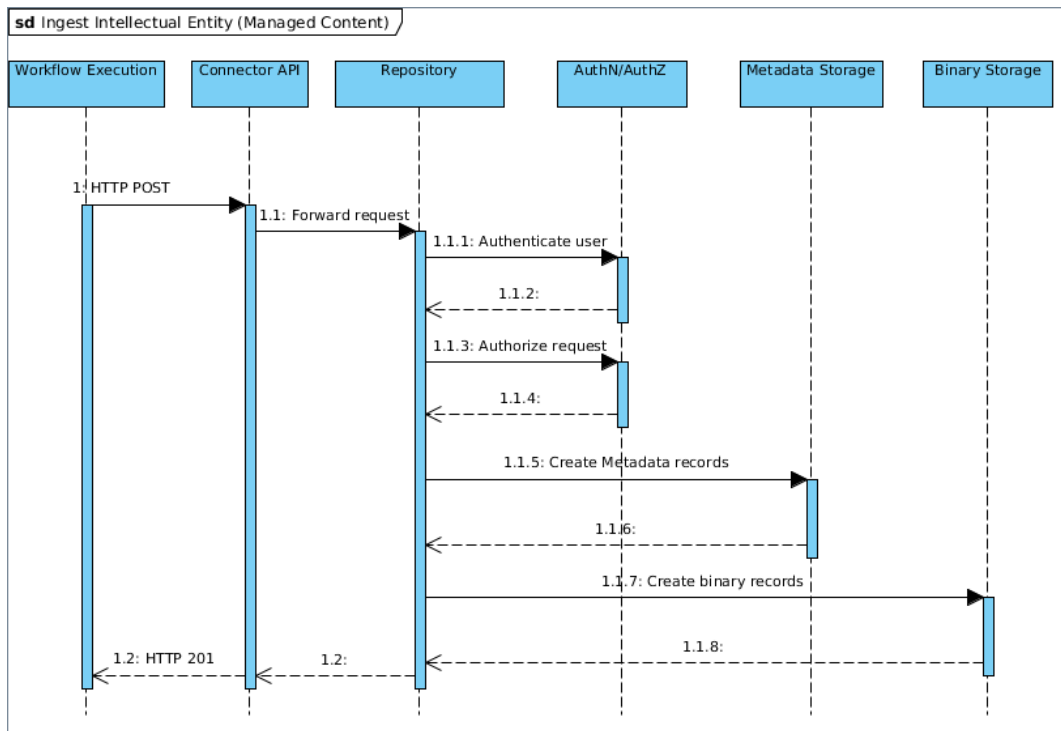 sd Ingest Intellectual Entity (Managed Content)
Workflow Execution
Connector API
Repository
AuthN/AuthZ
Metadata Storage
Binary Storage
1: HTTP POST
1.1: Forward request
1.1.1: Authenticate user
1.1.2:
1.1.3: Authorize request
1.1.4:
1.1.5: Create Metadata records
1.1.6:
1.1.7: Create binary records
1.1.8:
1.2: HTTP 201
1.2: